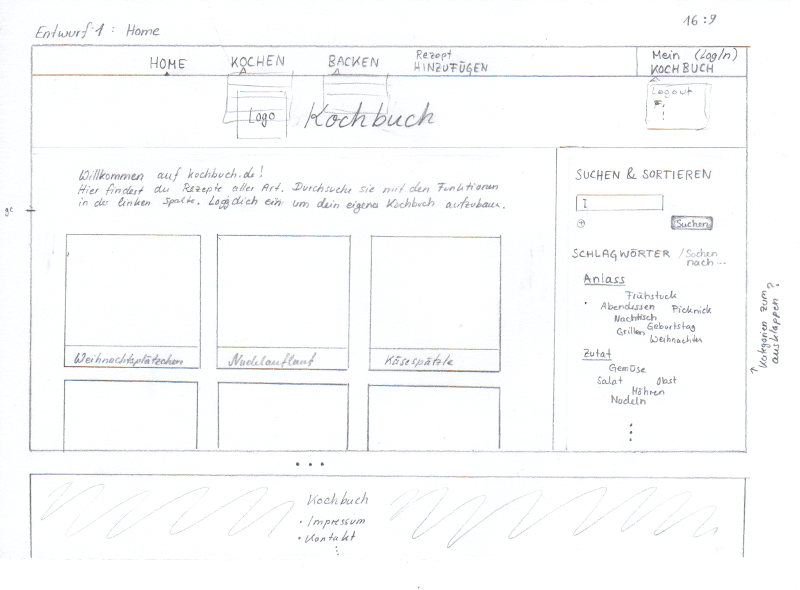 Entwurf 1 : Home
16:9
HOME
KOCHEN
BACKEN
Rezept
HINZUFÜGEN
Mein (Log/n)
KOCHBUCH
Logout
Logo
Kochbuch
Willkommen auf kochbuch.de!
Hier findest du Rezepte aller Art. Durchsuche sie mit den Funktionen
in der linken Spalte. Logg dich ein um dein eigenes Kochbuch aufzubauen.
Weihnachtsplätzchen
Nudelauflauf
Käsespätzle
SUCHEN & SORTIEREN
Suchen
SCHLAGWÖRTER / Suchen
nach...
Anlass
Frühstück
Abendessen Picknick
Nachtisch
Grillen Geburtstag
Weihnachten
Zutat
Gemüse
Salat Obst
Möhren
Nudeln
↑ Kategorien zum
ausklappen?
...
Kochbuch
• Impressum
• Kontakt